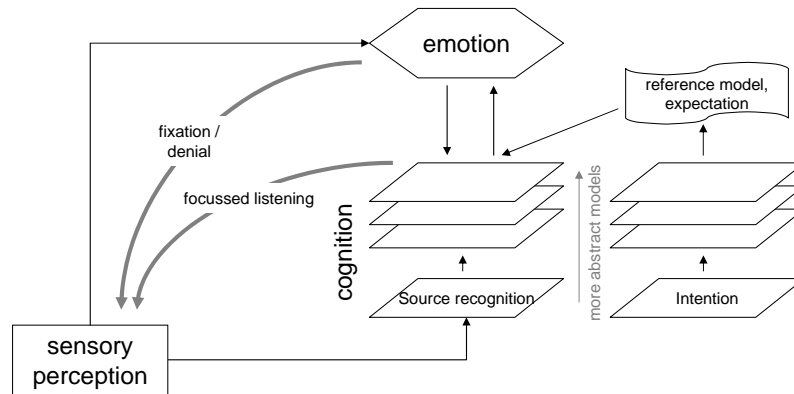 emotion
reference model,
expectation
fixation /
denial
focussed listening
cognition
more abstract models
Source recognition
Intention
sensory
perception